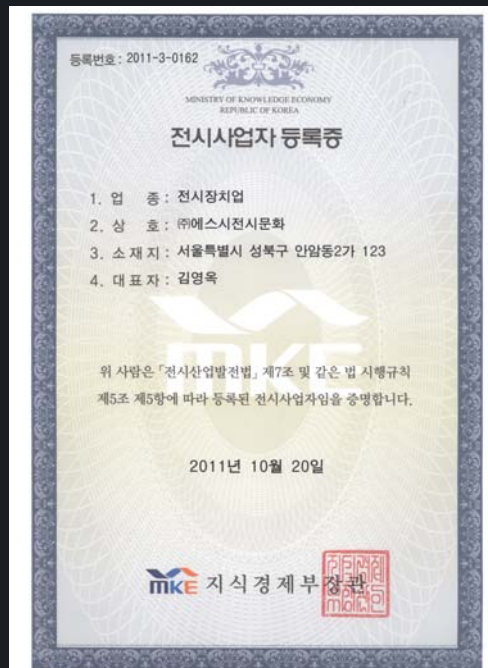 등록번호 : 2011-3-0162
MINISTRY OF KNOWLEDGE ECONOMY
REPUBLIC OF KOREA
전시사업자 등록증
1. 업 종 : 전시장치업
2. 상 호 : ㈜에스시전시문화
3. 소 재 지 : 서울특별시 성북구 안암동2가 123
4. 대 표 자 : 김영옥
MKE
위 사람은 「전시산업발전법」 제7조 및 같은 법 시행규칙
제5조 제5항에 따라 등록된 전시사업자임을 증명합니다.
2011년 10월 20일
MKE 지식경제부장관